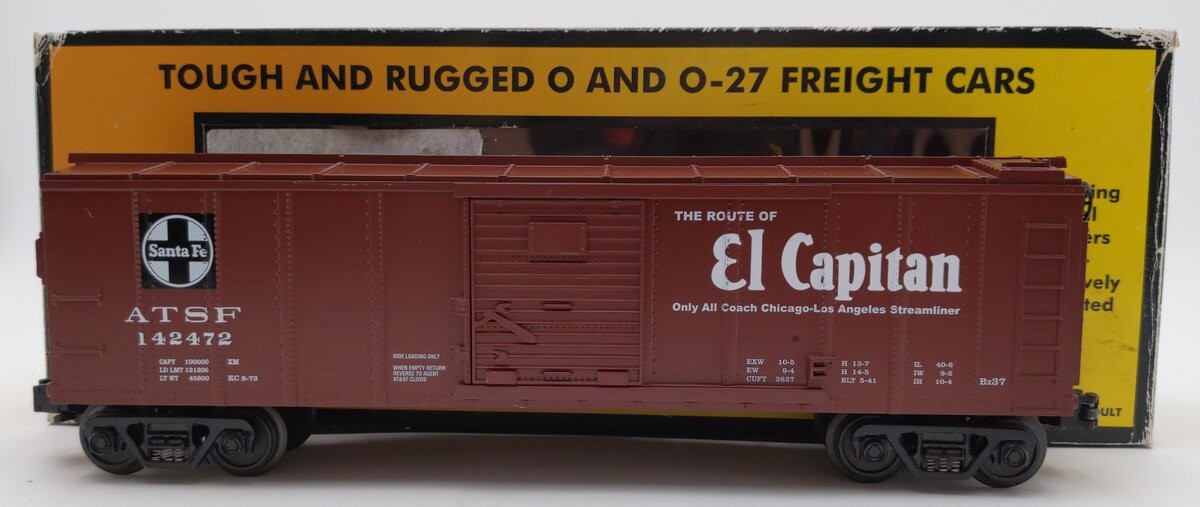 TOUGH AND RUGGED O AND O-27 FREIGHT CARS
Santa Fe
ATSF
142472
CAPY 100000 XM
LD LMT 131200
LT WT 45800 KC 8-73
RIDE LOADING ONLY
WHEN EMPTY RETURN
REVERSE TO AGENT
AT&SF CLOVIS
THE ROUTE OF
El Capitan
Only All Coach Chicago-Los Angeles Streamliner
EXW 10-5 H 13-7 IL 40-6
EW 9-4 H 14-5 IW 9-2
CUFT 3837 BLT 5-41 IH 10-4 Bx37